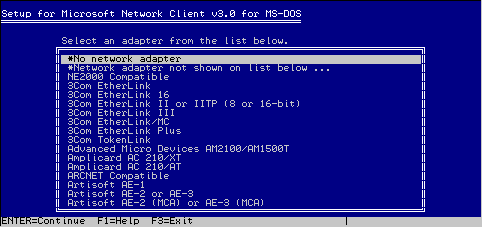 Setup for Microsoft Network Client v3.0 for MS-DOS
Select an adapter from the list below.
*No network adapter
*Network adapter not shown on list below ...
NE2000 Compatible
3Com EtherLink
3Com EtherLink 16
3Com EtherLink II or IITP (8 or 16-bit)
3Com EtherLink III
3Com EtherLink/MC
3Com EtherLink Plus
3Com TokenLink
Advanced Micro Devices AM2100/AM1500T
Amplicard AC 210/XT
Amplicard AC 210/AT
ARCNET Compatible
Artisoft AE-1
Artisoft AE-2 or AE-3
Artisoft AE-2 (MCA) or AE-3 (MCA)
ENTER=Continue F1=Help F3=Exit